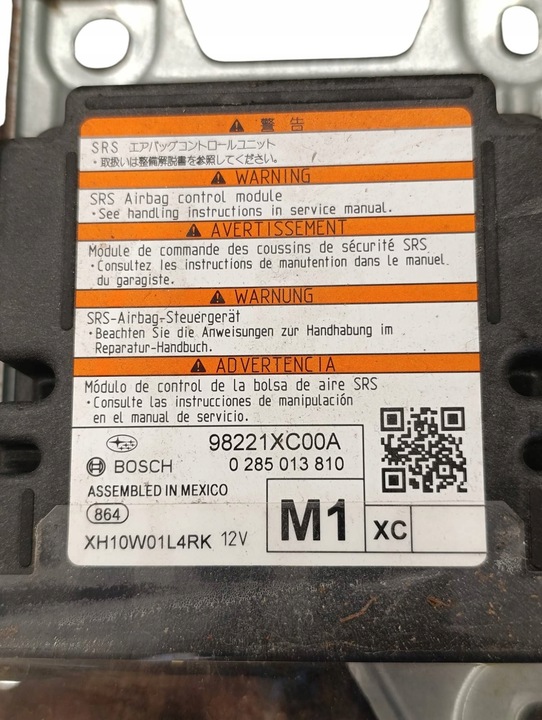 ⚠ 警告
SRS エアバッグコントロールユニット
・取扱いは整備解説書を参照してください。
⚠ WARNING
SRS Airbag control module
・See handling instructions in service manual.
⚠ AVERTISSEMENT
Module de commande des coussins de sécurité SRS
・Consultez les instructions de manutention dans le manuel
du garagiste.
⚠ WARNUNG
SRS-Airbag-Steuergerät
・Beachten Sie die Anweisungen zur Handhabung im
Reparatur-Handbuch.
⚠ ADVERTENCIA
Módulo de control de la bolsa de aire SRS
・Consulte las instrucciones de manipulación
en el manual de servicio.
98221XC00A
BOSCH 0 285 013 810
ASSEMBLED IN MEXICO
864
M1
XC
XH10W01L4RK 12V